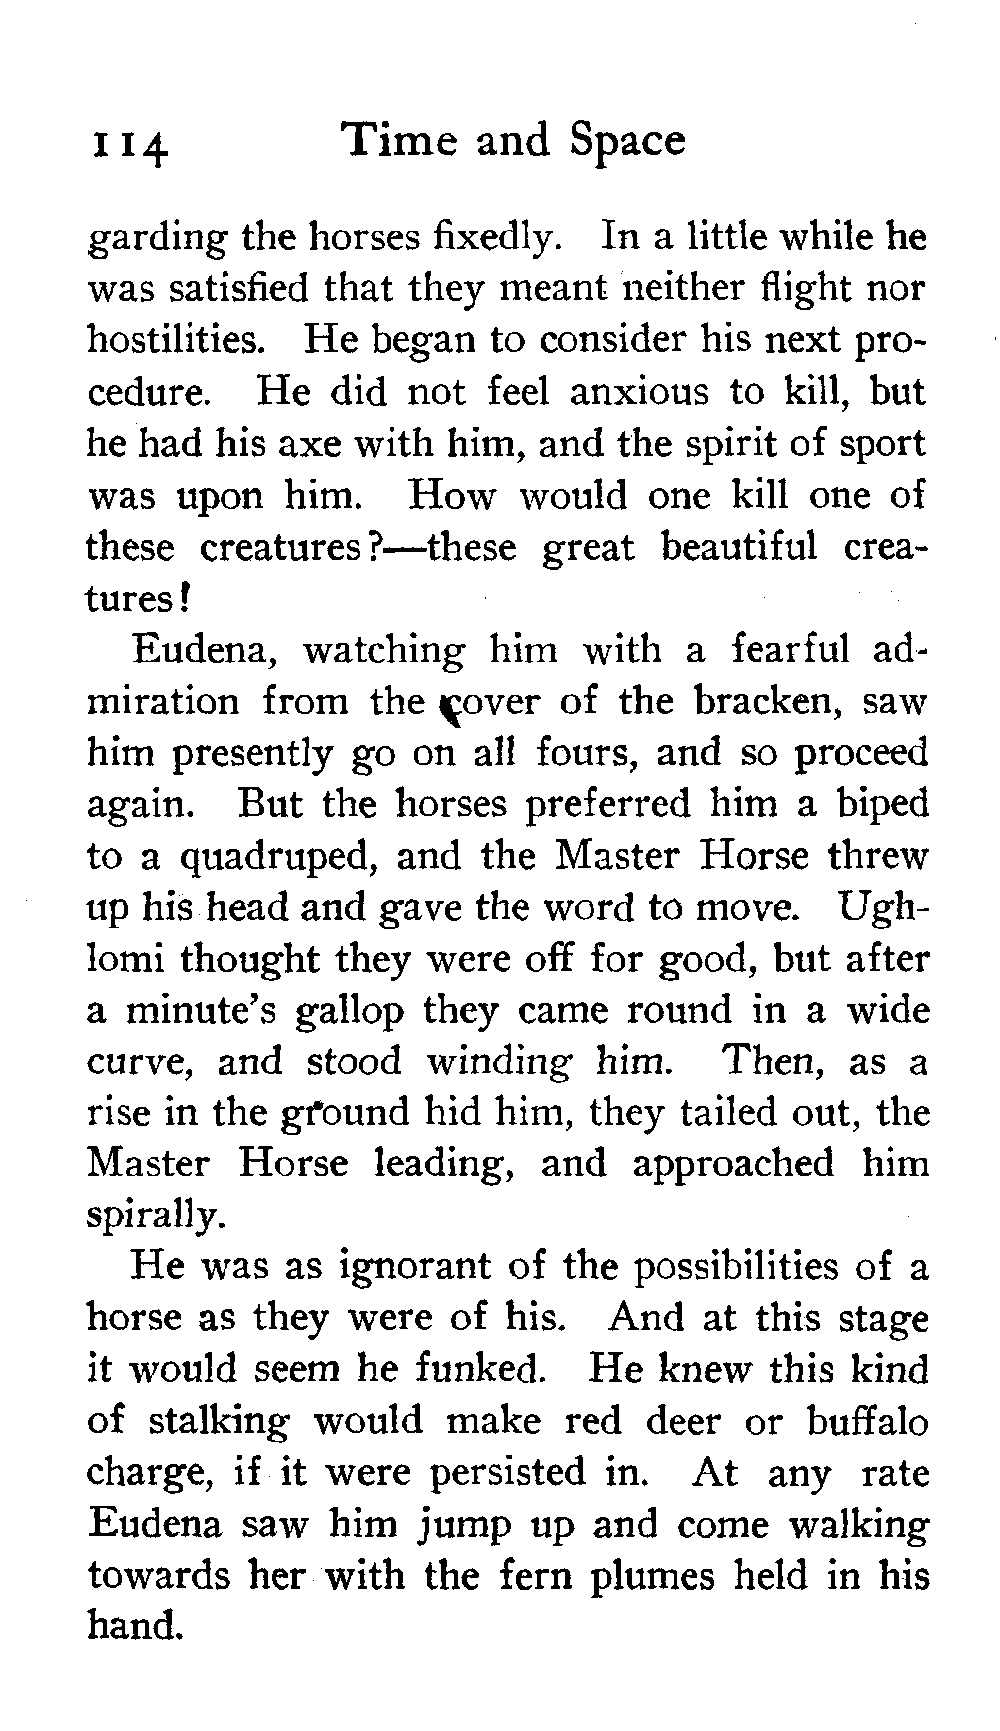 114 Time and Space
garding the horses fixedly. In a little while he
was satisfied that they meant neither flight nor
hostilities. He began to consider his next pro-
cedure. He did not feel anxious to kill, but
he had his axe with him, and the spirit of sport
was upon him. How would one kill one of
these creatures?—these great beautiful crea-
tures!
Eudena, watching him with a fearful ad-
miration from the cover of the bracken, saw
him presently go on all fours, and so proceed
again. But the horses preferred him a biped
to a quadruped, and the Master Horse threw
up his head and gave the word to move. Ugh-
lomi thought they were off for good, but after
a minute's gallop they came round in a wide
curve, and stood winding him. Then, as a
rise in the ground hid him, they tailed out, the
Master Horse leading, and approached him
spirally.
He was as ignorant of the possibilities of a
horse as they were of his. And at this stage
it would seem he funked. He knew this kind
of stalking would make red deer or buffalo
charge, if it were persisted in. At any rate
Eudena saw him jump up and come walking
towards her with the fern plumes held in his
hand.